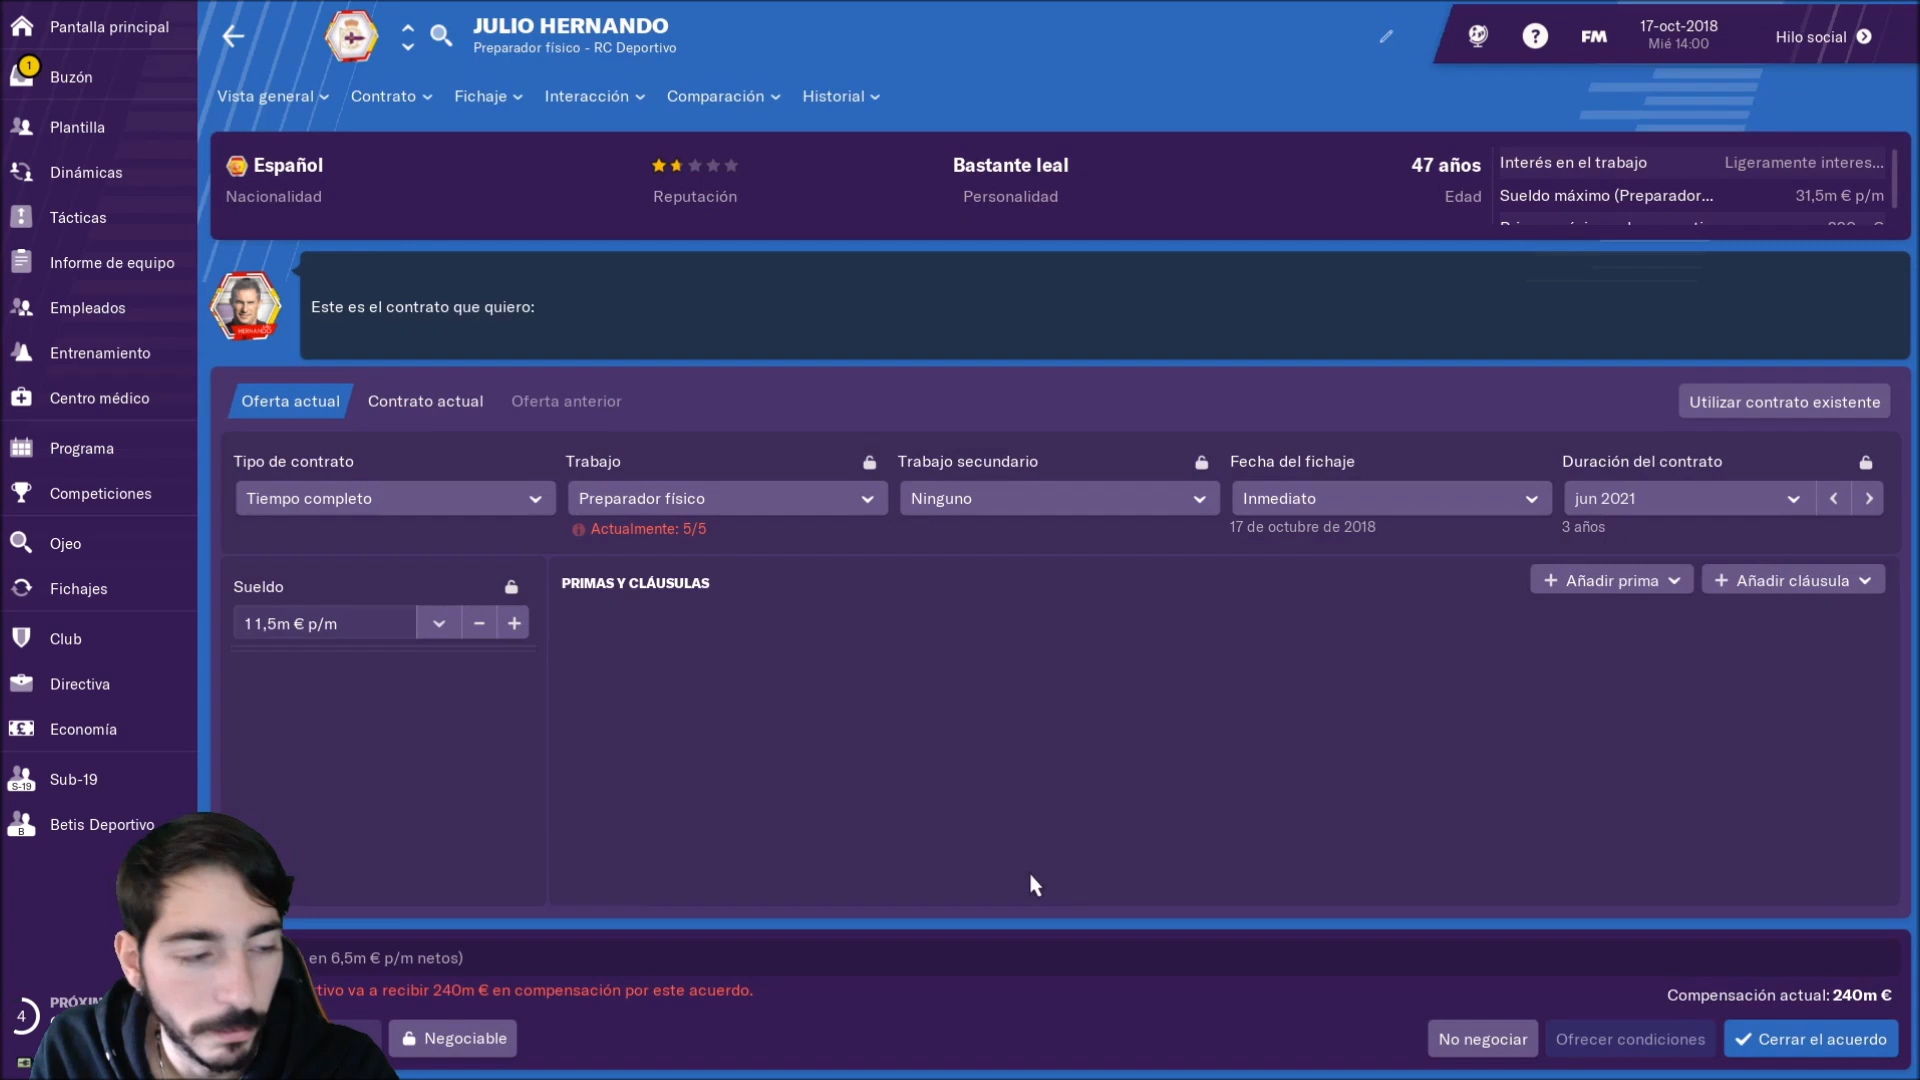 Pantalla principal
1
Buzón
Plantilla
Dinámicas
Tácticas
Informe de equipo
Empleados
Entrenamiento
Centro médico
Programa
Competiciones
Ojeo
Fichajes
Club
Directiva
Economía
S-19
Sub-19
B
Betis Deportivo
4
JULIO HERNANDO
Preparador físico - RC Deportivo
FM
17-oct-2018
Mié 14:00
Hilo social
Vista general
Contrato
Fichaje
Interacción
Comparación
Historial
Español
Nacionalidad
Reputación
Bastante leal
Personalidad
47 años
Edad
Interés en el trabajo
Ligeramente interes...
Sueldo máximo (Preparador...
31,5m € p/m
HERNANDO
Este es el contrato que quiero:
Oferta actual
Contrato actual
Oferta anterior
Utilizar contrato existente
Tipo de contrato
Tiempo completo
Trabajo
Preparador físico
Actualmente: 5/5
Trabajo secundario
Ninguno
Fecha del fichaje
Inmediato
17 de octubre de 2018
Duración del contrato
jun 2021
3 años
Sueldo
11,5m € p/m
PRIMAS Y CLÁUSULAS
Añadir prima
Añadir cláusula
en 6,5m € p/m netos)
tivo va a recibir 240m € en compensación por este acuerdo.
Compensación actual: 240m €
Negociable
No negociar
Ofrecer condiciones
Cerrar el acuerdo